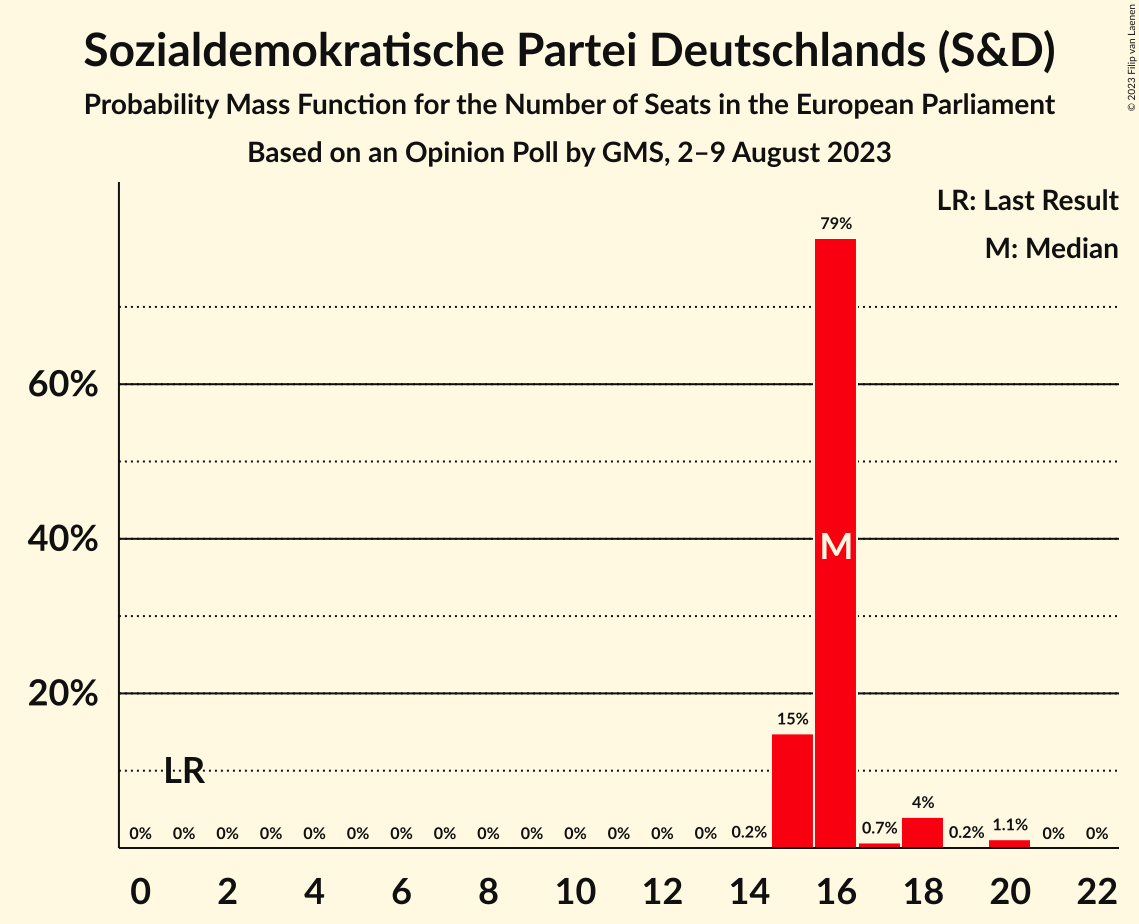 Sozialdemokratische Partei Deutschlands (S&D)
Probability Mass Function for the Number of Seats in the European Parliament
Based on an Opinion Poll by GMS, 2–9 August 2023
© 2023 Filip van Laenen
LR: Last Result
M: Median
79%
60%
40%
M
20%
15%
LR
4%
0% 0% 0% 0% 0% 0% 0% 0% 0% 0% 0% 0% 0% 0% 0.2% 0.7% 0.2% 1.1% 0% 0%
0 2 4 6 8 10 12 14 16 18 20 22